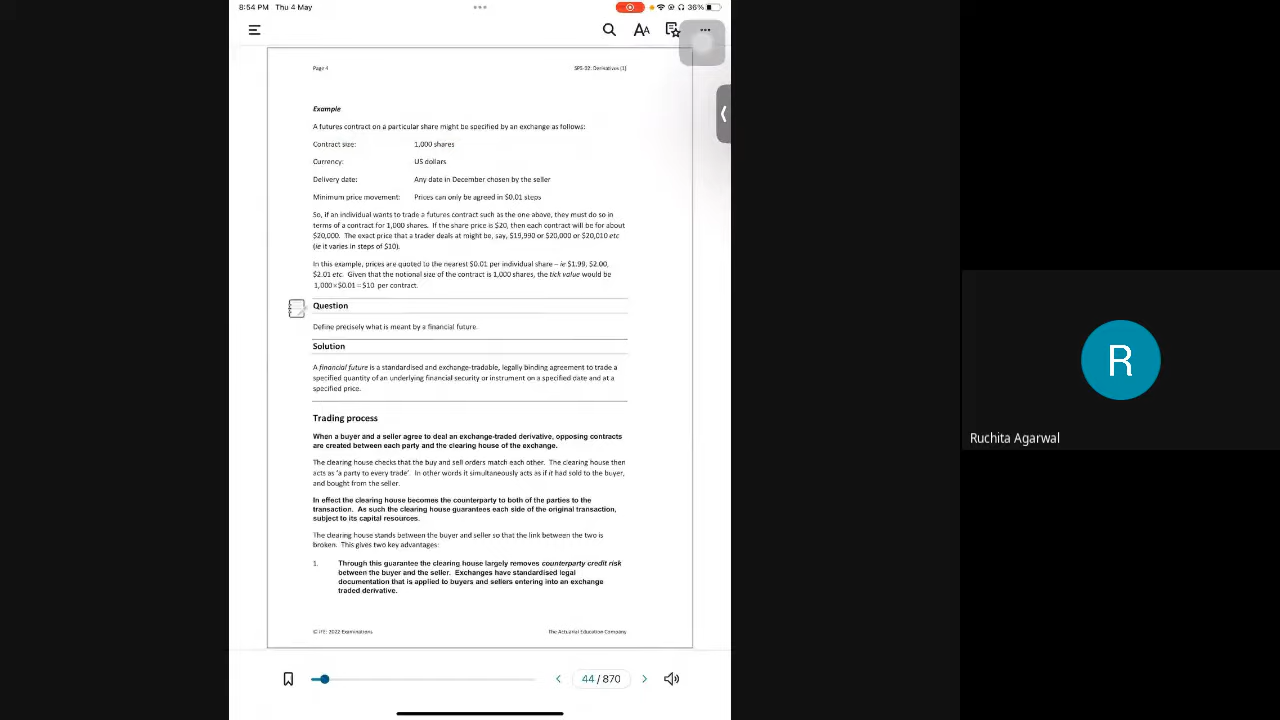 8:54 PM Thu 4 May
36%
AA
Page 4
SP5-02: Derivatives (1)
Example
A futures contract on a particular share might be specified by an exchange as follows:
Contract size: 1,000 shares
Currency: US dollars
Delivery date: Any date in December chosen by the seller
Minimum price movement: Prices can only be agreed in $0.01 steps
So, if an individual wants to trade a futures contract such as the one above, they must do so in
terms of a contract for 1,000 shares. If the share price is $20, then each contract will be for about
$20,000. The exact price that a trader deals at might be, say, $19,990 or $20,000 or $20,010 etc
(ie it varies in steps of $10).
In this example, prices are quoted to the nearest $0.01 per individual share – ie $1.99, $2.00,
$2.01 etc. Given that the notional size of the contract is 1,000 shares, the tick value would be
1,000×$0.01 = $10 per contract.
Question
Define precisely what is meant by a financial future.
Solution
A financial future is a standardised and exchange-tradable, legally binding agreement to trade a
specified quantity of an underlying financial security or instrument on a specified date and at a
specified price.
Trading process
When a buyer and a seller agree to deal an exchange-traded derivative, opposing contracts
are created between each party and the clearing house of the exchange.
The clearing house checks that the buy and sell orders match each other. The clearing house then
acts as 'a party to every trade'. In other words it simultaneously acts as if it had sold to the buyer,
and bought from the seller.
In effect the clearing house becomes the counterparty to both of the parties to the
transaction. As such the clearing house guarantees each side of the original transaction,
subject to its capital resources.
The clearing house stands between the buyer and seller so that the link between the two is
broken. This gives two key advantages:
1. Through this guarantee the clearing house largely removes counterparty credit risk
between the buyer and the seller. Exchanges have standardised legal
documentation that is applied to buyers and sellers entering into an exchange
traded derivative.
© IFE: 2022 Examinations
The Actuarial Education Company
44 / 870
R
Ruchita Agarwal